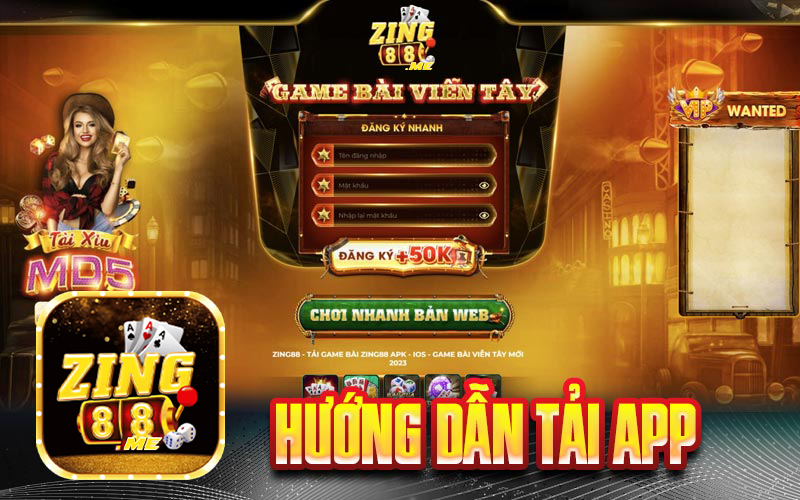 ZING
88
.ME
GAME BÀI VIỄN TÂY
ĐĂNG KÝ NHANH
Tên đăng nhập
Mật khẩu
Nhập lại mật khẩu
ĐĂNG KÝ +50K
CHƠI NHANH BẢN WEB
ZING88 - TẢI GAME BÀI ZING88 APK - IOS - GAME BÀI VIỄN TÂY MỚI
2023
VIP WANTED
Tài Xỉu
MD5
A A A
ZING
88
.ME
HƯỚNG DẪN TẢI APP